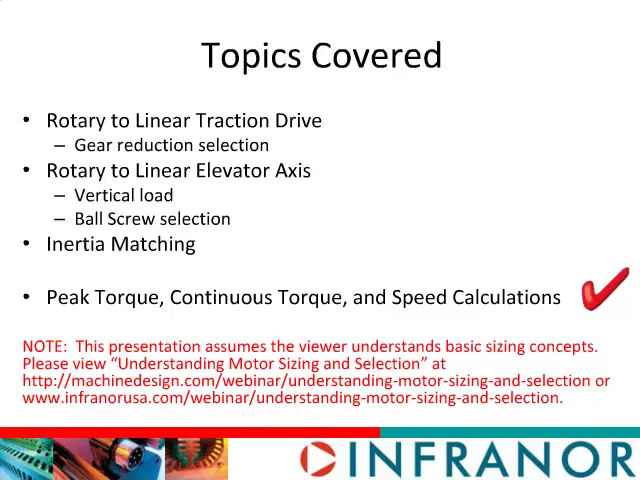 Topics Covered
• Rotary to Linear Traction Drive
– Gear reduction selection
• Rotary to Linear Elevator Axis
– Vertical load
– Ball Screw selection
• Inertia Matching
• Peak Torque, Continuous Torque, and Speed Calculations
NOTE:  This presentation assumes the viewer understands basic sizing concepts.
Please view “Understanding Motor Sizing and Selection” at
http://machinedesign.com/webinar/understanding-motor-sizing-and-selection or
www.infranorusa.com/webinar/understanding-motor-sizing-and-selection.
INFRANOR